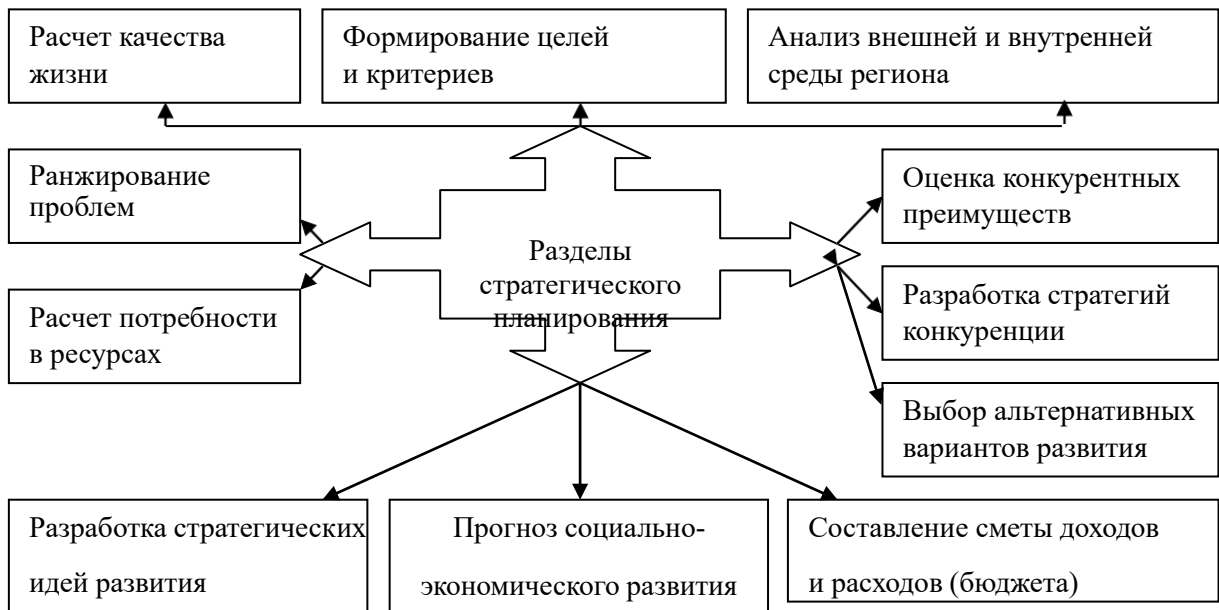 Расчет качества
жизни
Формирование целей
и критериев
Анализ внешней и внутренней
среды региона
Ранжирование
проблем
Расчет потребности
в ресурсах
Разделы
стратегического
планирования
Оценка конкурентных
преимуществ
Разработка стратегий
конкуренции
Выбор альтернативных
вариантов развития
Разработка стратегических
идей развития
Прогноз социально-
экономического развития
Составление сметы доходов
и расходов (бюджета)